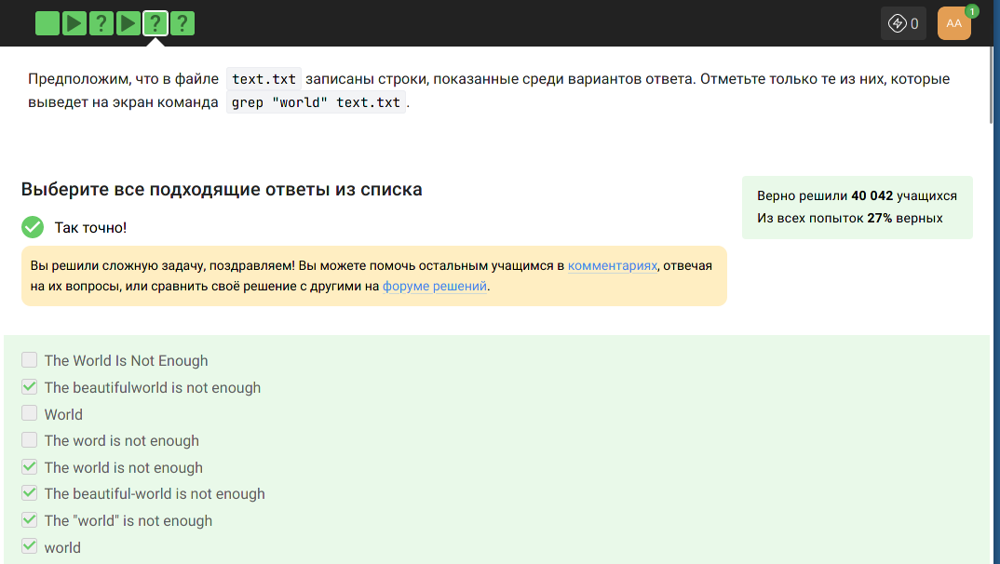 ? ? ?
0
AA
1
Предположим, что в файле text.txt записаны строки, показанные среди вариантов ответа. Отметьте только те из них, которые
выведет на экран команда grep "world" text.txt.
Выберите все подходящие ответы из списка
Верно решили 40 042 учащихся
Из всех попыток 27% верных
Так точно!
Вы решили сложную задачу, поздравляем! Вы можете помочь остальным учащимся в комментариях, отвечая
на их вопросы, или сравнить своё решение с другими на форуме решений.
The World Is Not Enough
The beautifulworld is not enough
World
The word is not enough
The world is not enough
The beautiful-world is not enough
The "world" is not enough
world